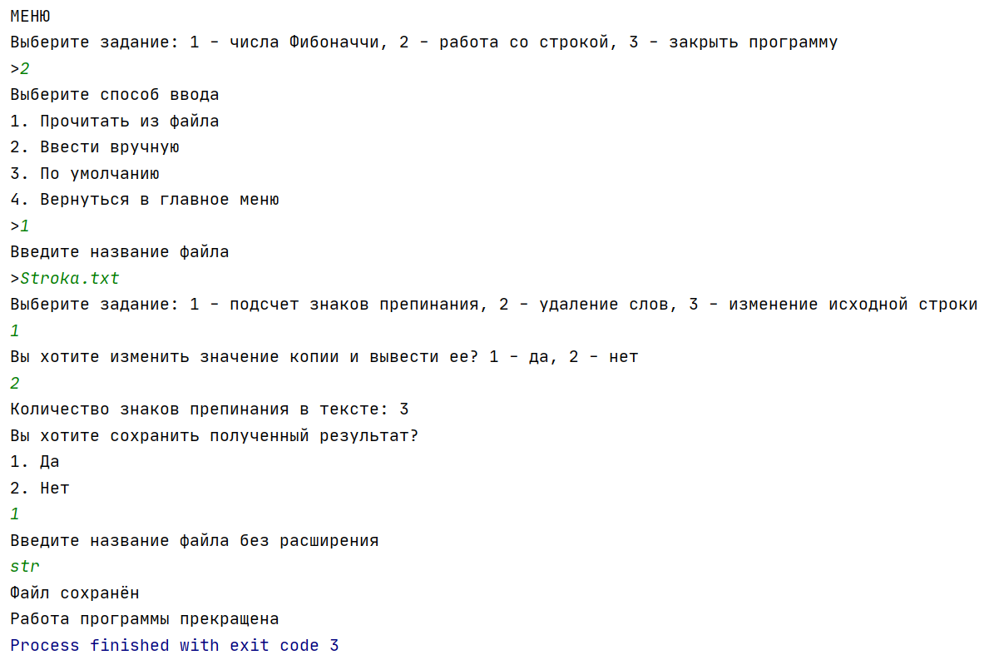 МЕНЮ
Выберите задание: 1 - числа Фибоначчи, 2 - работа со строкой, 3 - закрыть программу
>2
Выберите способ ввода
1. Прочитать из файла
2. Ввести вручную
3. По умолчанию
4. Вернуться в главное меню
>1
Введите название файла
>Stroka.txt
Выберите задание: 1 - подсчет знаков препинания, 2 - удаление слов, 3 - изменение исходной строки
1
Вы хотите изменить значение копии и вывести ее? 1 - да, 2 - нет
2
Количество знаков препинания в тексте: 3
Вы хотите сохранить полученный результат?
1. Да
2. Нет
1
Введите название файла без расширения
str
Файл сохранён
Работа программы прекращена
Process finished with exit code 3